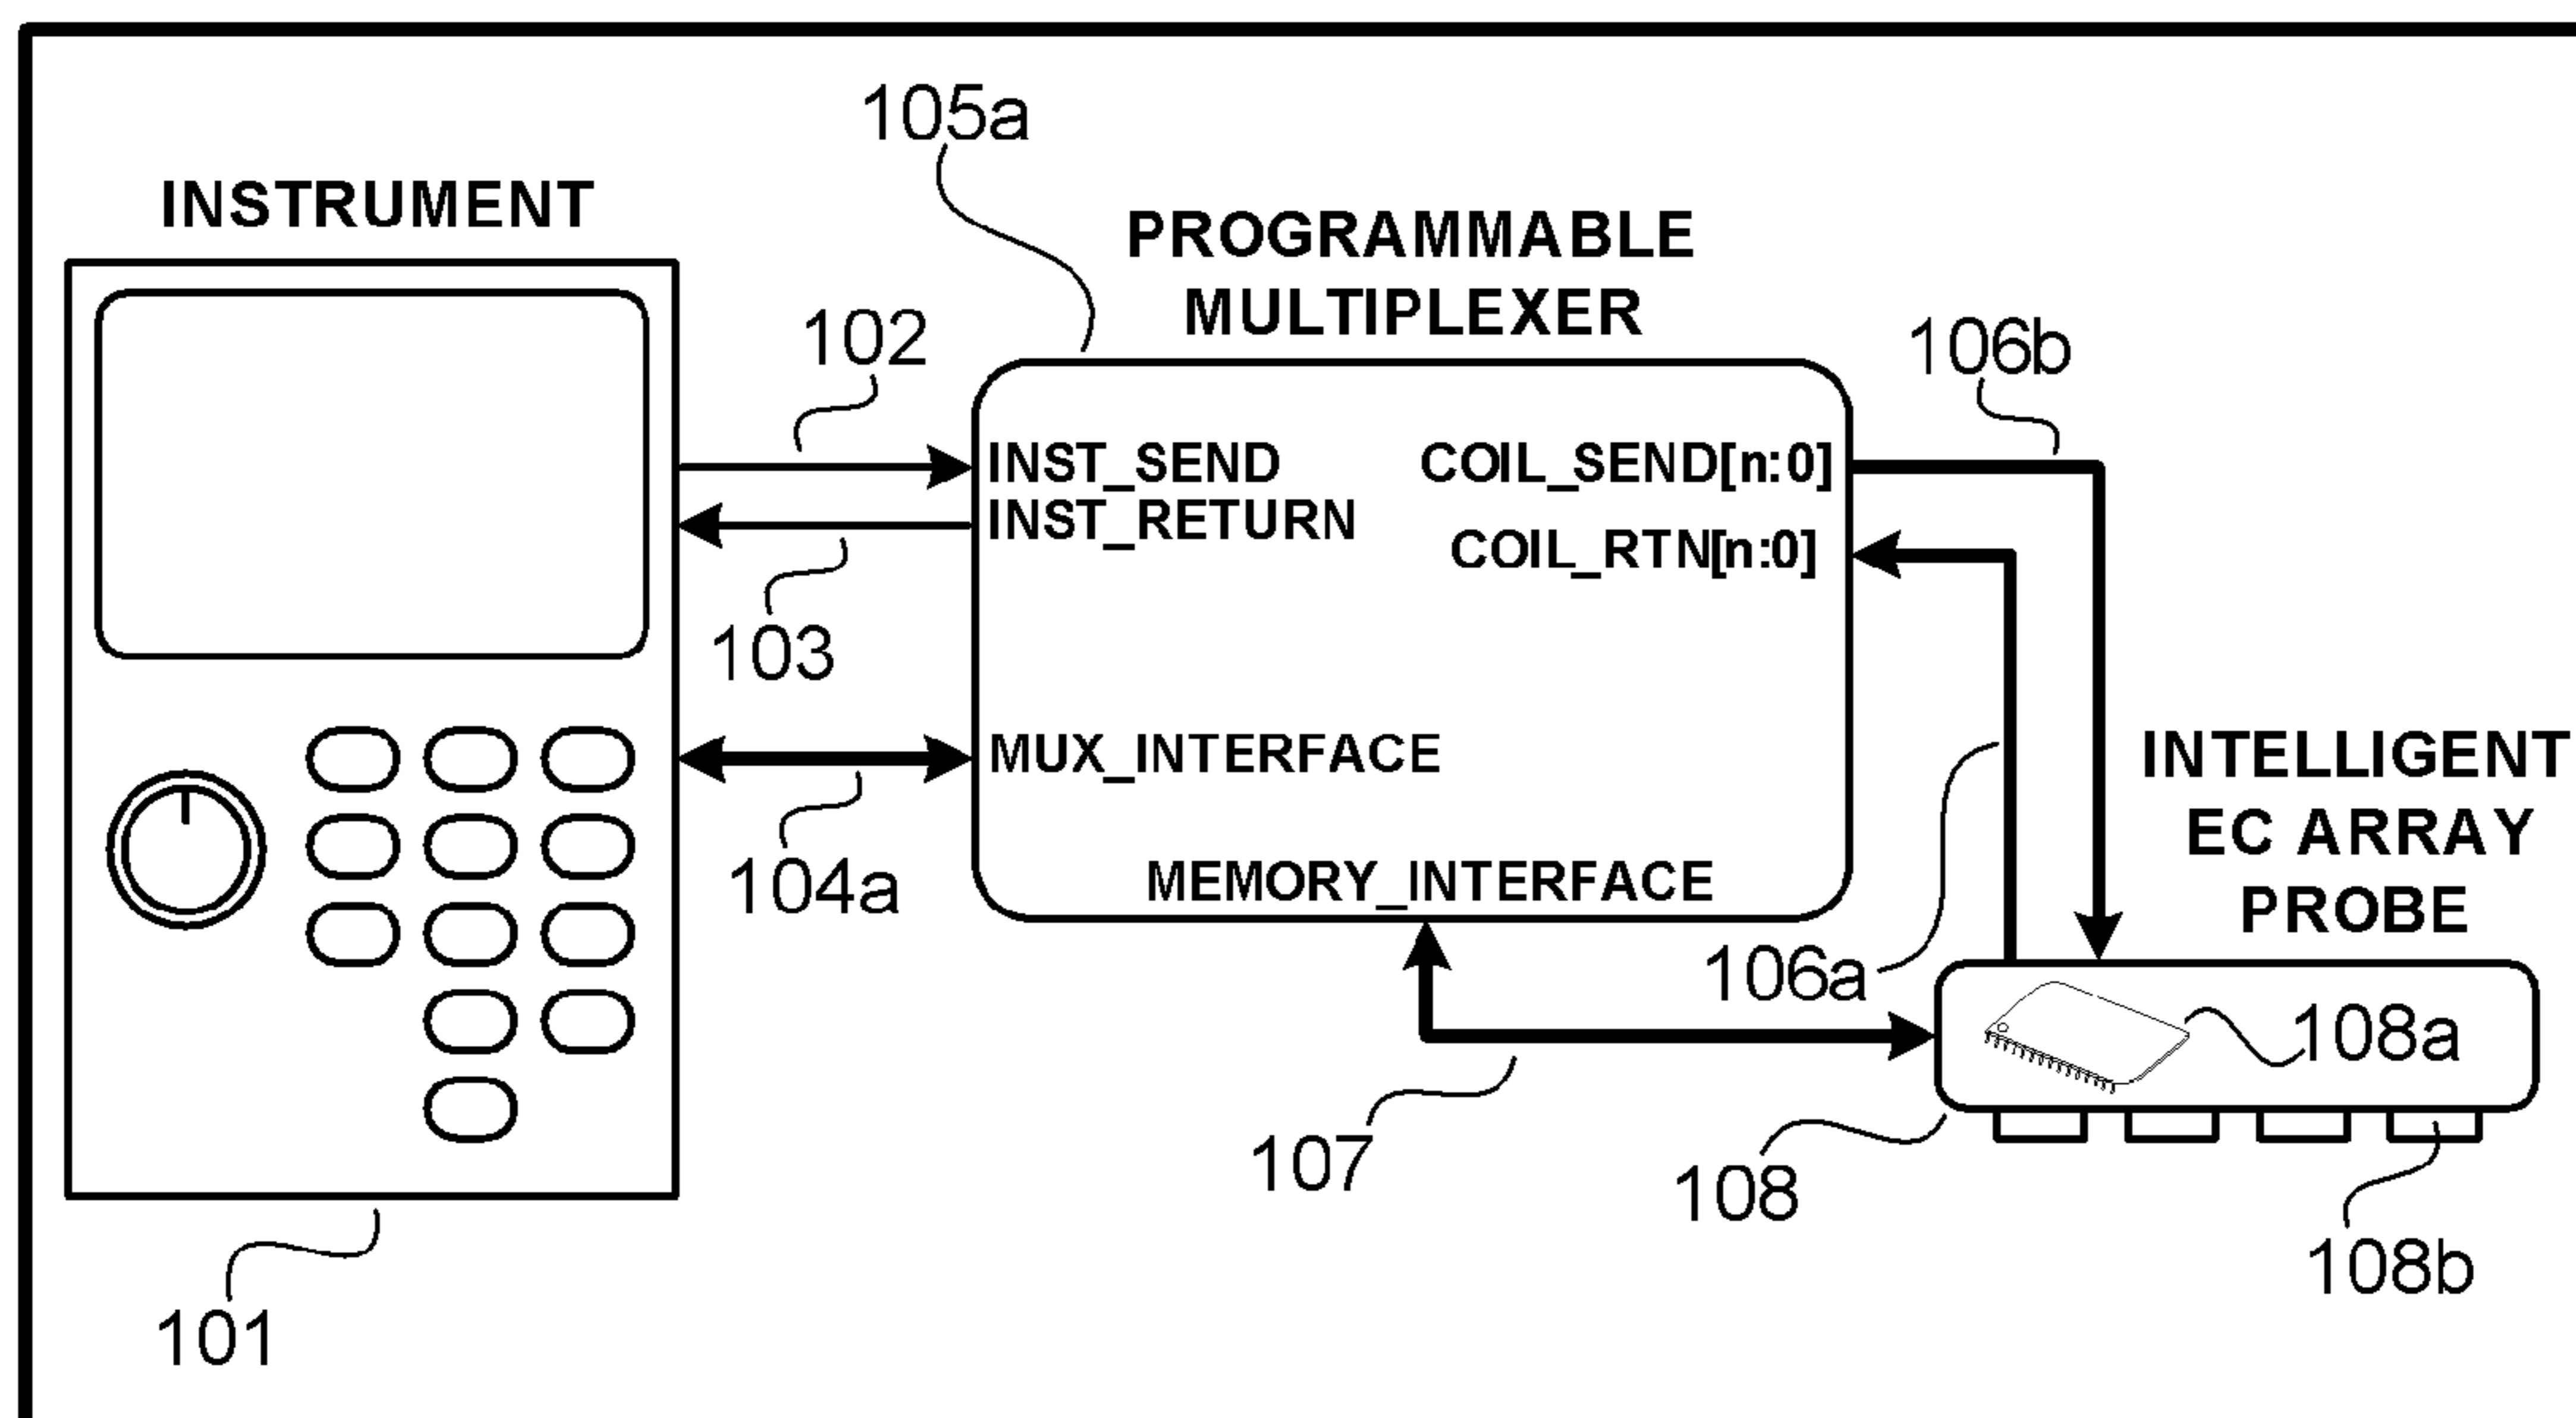 105a
INSTRUMENT
PROGRAMMABLE
MULTIPLEXER
102
106b
INST_SEND
COIL_SEND[n:0]
INST_RETURN
COIL_RTN[n:0]
103
MUX_INTERFACE
INTELLIGENT
EC ARRAY
PROBE
104a
MEMORY_INTERFACE
106a
108a
107
108
108b
101